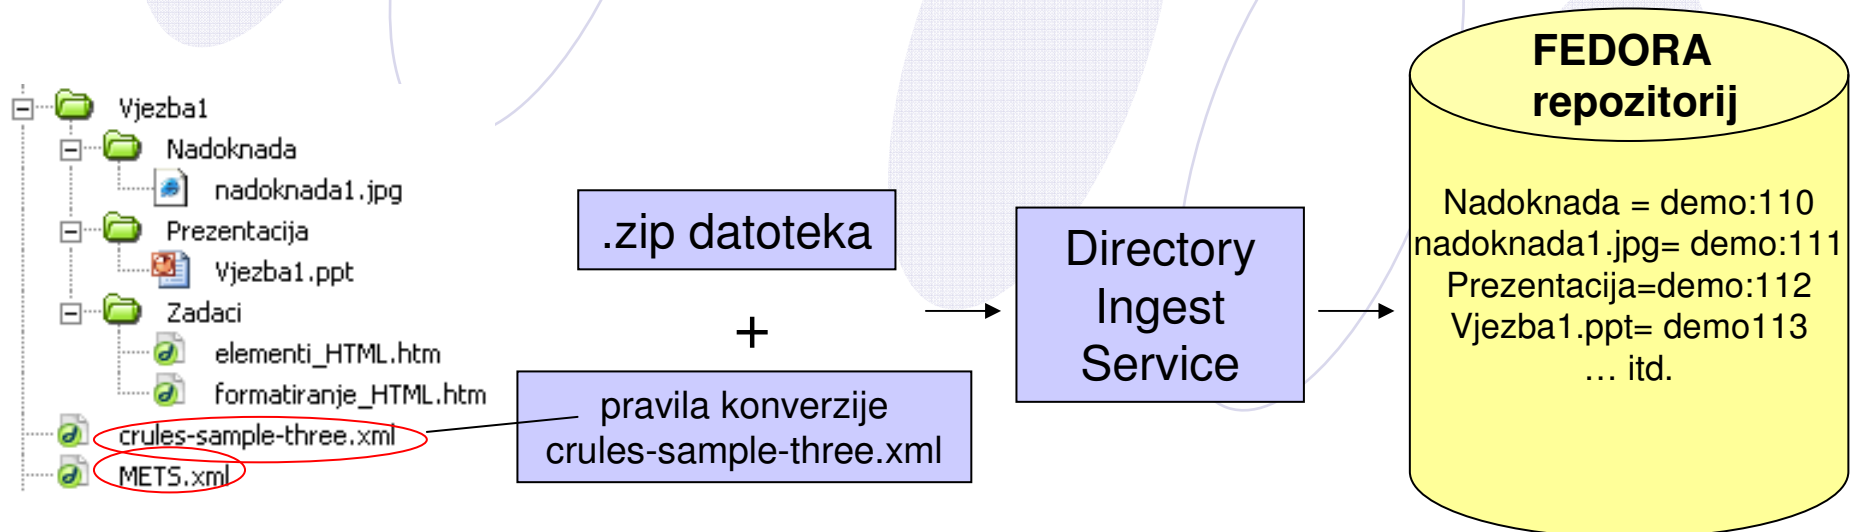 Vjezba1
Nadoknada
nadoknada1.jpg
Prezentacija
Vjezba1.ppt
Zadaci
elementi_HTML.htm
formatiranje_HTML.htm
crules-sample-three.xml
METS.xml
.zip datoteka
+
pravila konverzije
crules-sample-three.xml
Directory
Ingest
Service
FEDORA
repozitorij
Nadoknada = demo:110
nadoknada1.jpg= demo:111
Prezentacija=demo:112
Vjezba1.ppt= demo113
… itd.